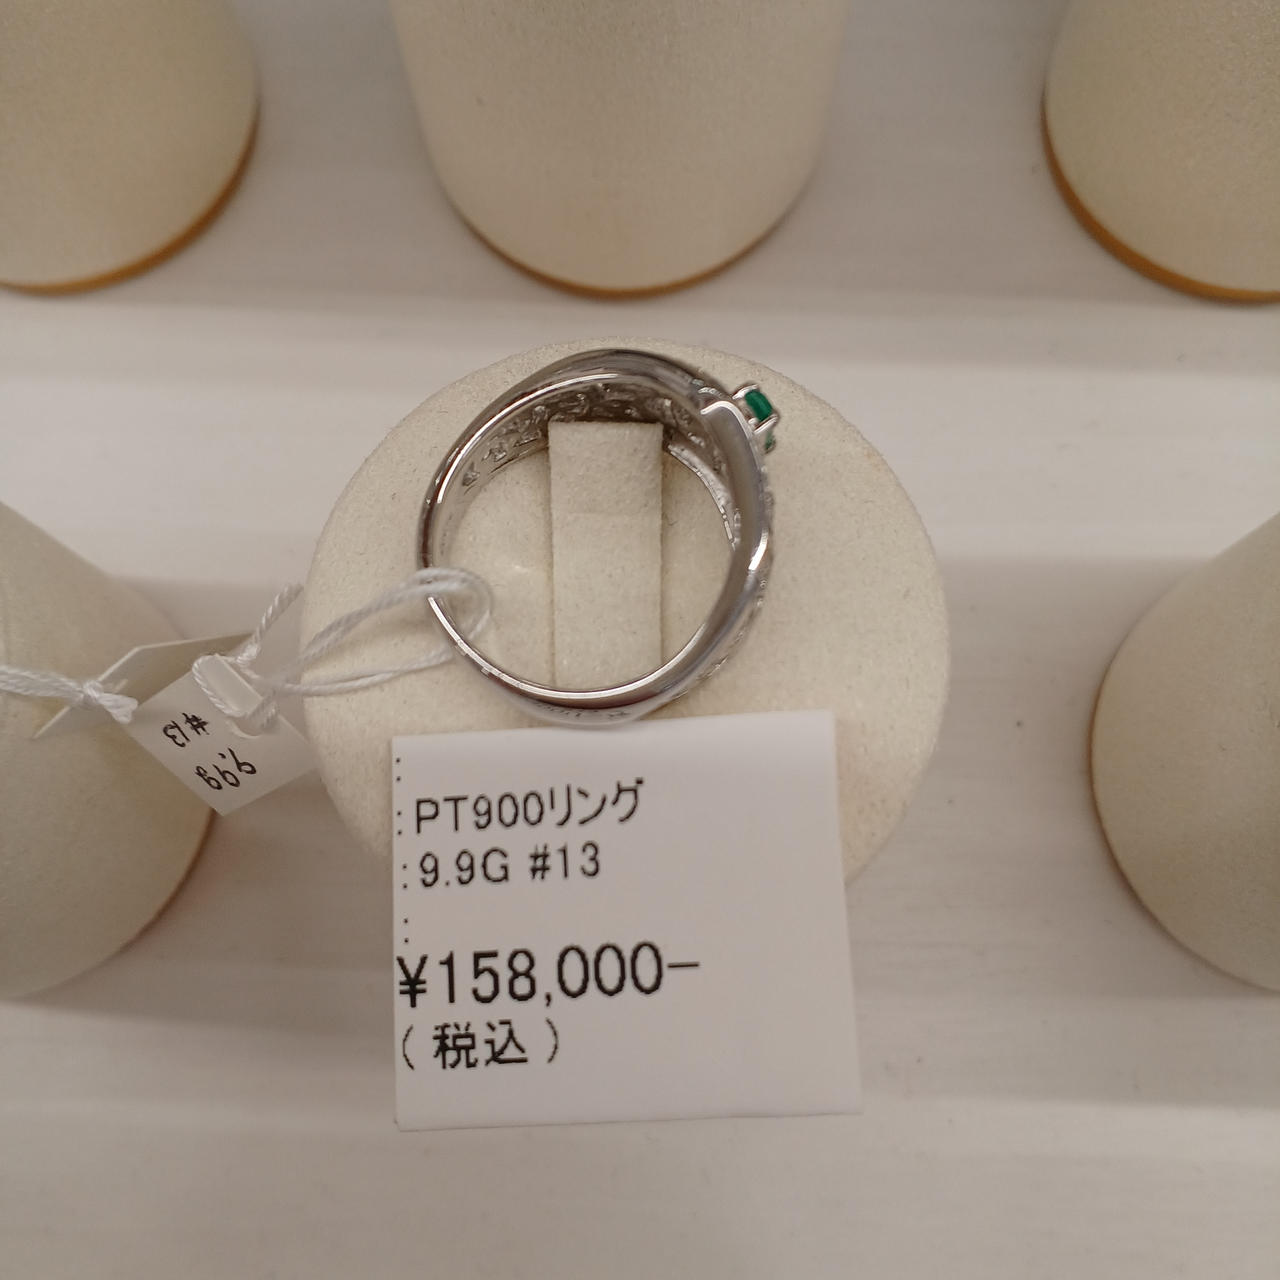 :PT900リング
:9.9G #13
:
¥158,000-
(税込)
#13
9.9g